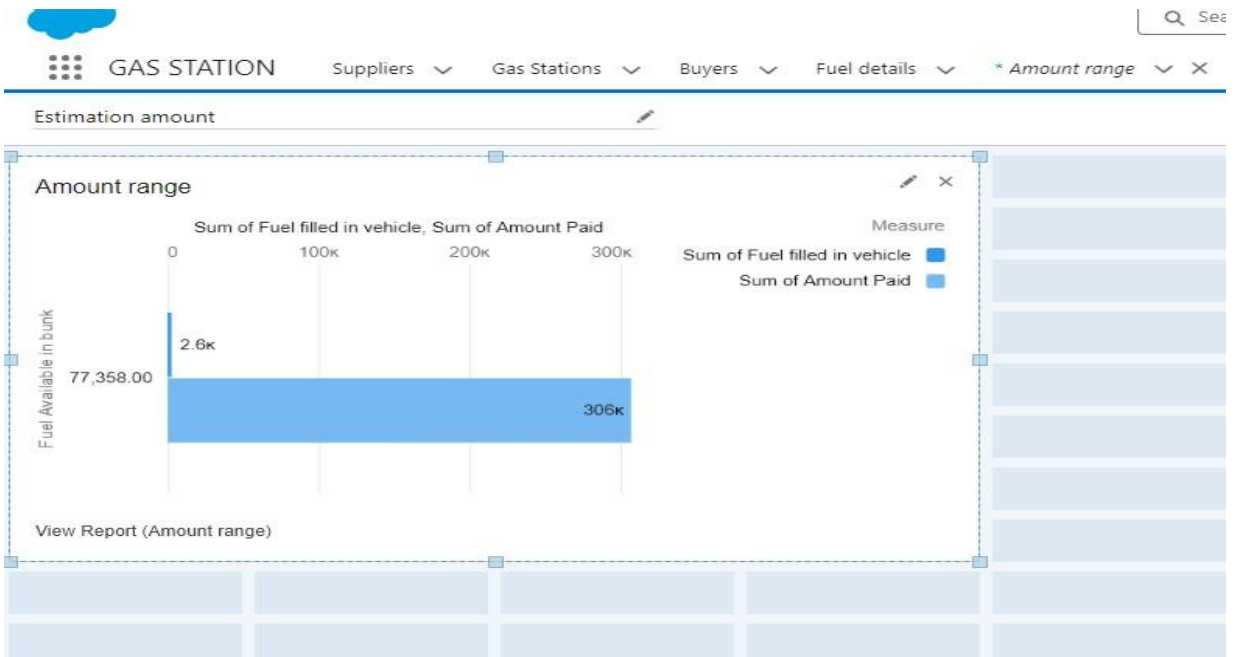 Sea
GAS STATION Suppliers Gas Stations Buyers Fuel details * Amount range
Estimation amount
Amount range
Sum of Fuel filled in vehicle, Sum of Amount Paid
Measure
0 100K 200K 300K
Sum of Fuel filled in vehicle
Sum of Amount Paid
Fuel Available in bunk
2.6K
77,358.00
306K
View Report (Amount range)